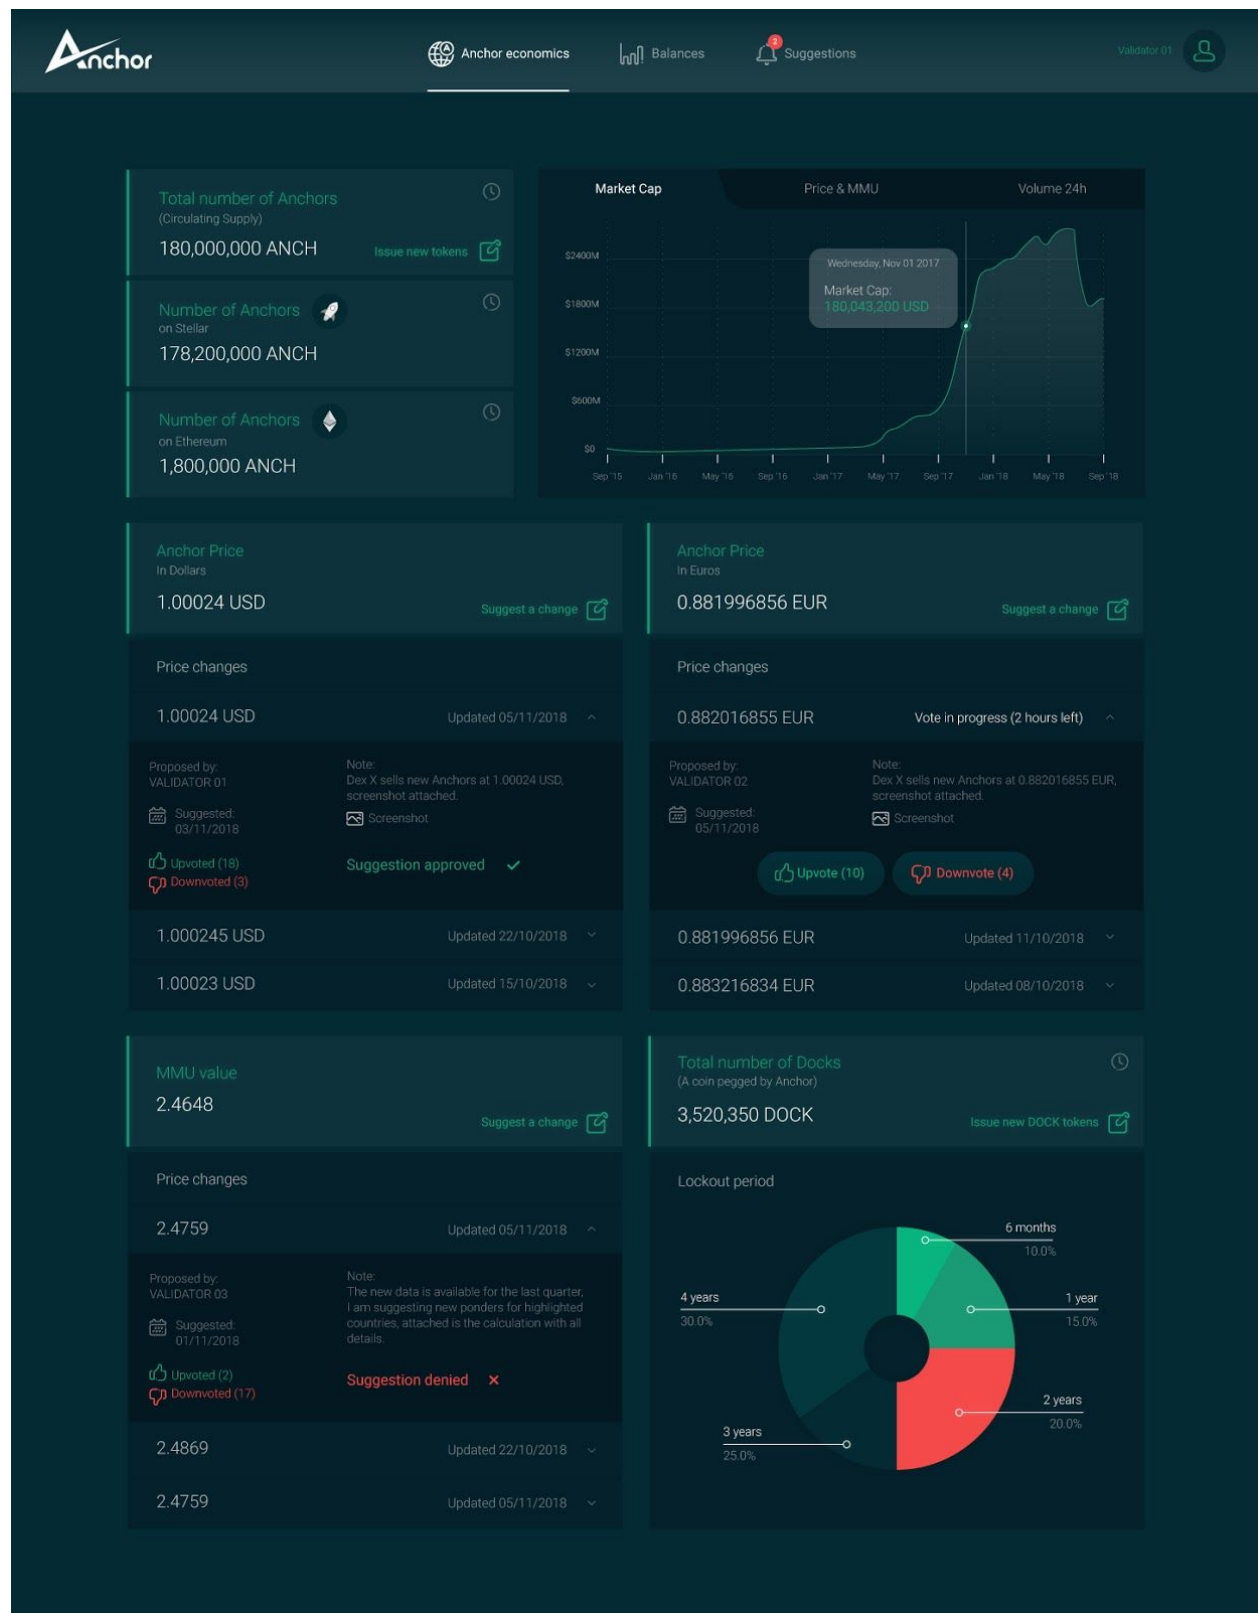 Anchor
Anchor economics
Balances
2
Suggestions
Validator 01
Total number of Anchors
(Circulating Supply)
180,000,000 ANCH
Issue new tokens
Number of Anchors
on Stellar
178,200,000 ANCH
Number of Anchors
on Ethereum
1,800,000 ANCH
Market Cap
Price & MMU
Volume 24h
$2400M
$1800M
$1200M
$600M
$0
Wednesday, Nov 01 2017
Market Cap:
180,043,200 USD
Sep '15 Jan '16 May '16 Sep '16 Jan '17 May '17 Sep '17 Jan '18 May '18 Sep '18
Anchor Price
In Dollars
1.00024 USD
Suggest a change
Price changes
1.00024 USD Updated 05/11/2018
Proposed by:
VALIDATOR 01
Suggested:
03/11/2018
Upvoted (18)
Downvoted (3)
Note:
Dex X sells new Anchors at 1.00024 USD,
screenshot attached.
Screenshot
Suggestion approved
1.000245 USD Updated 22/10/2018
1.00023 USD Updated 15/10/2018
Anchor Price
In Euros
0.881996856 EUR
Suggest a change
Price changes
0.882016855 EUR Vote in progress (2 hours left)
Proposed by:
VALIDATOR 02
Suggested:
05/11/2018
Note:
Dex X sells new Anchors at 0.882016855 EUR,
screenshot attached.
Screenshot
Upvote (10)
Downvote (4)
0.881996856 EUR Updated 11/10/2018
0.883216834 EUR Updated 08/10/2018
MMU value
2.4648
Suggest a change
Price changes
2.4759 Updated 05/11/2018
Proposed by:
VALIDATOR 03
Suggested:
01/11/2018
Upvoted (2)
Downvoted (17)
Note:
The new data is available for the last quarter,
I am suggesting new ponders for highlighted
countries, attached is the calculation with all
details.
Suggestion denied
2.4869 Updated 22/10/2018
2.4759 Updated 05/11/2018
Total number of Docks
(A coin pegged by Anchor)
3,520,350 DOCK
Issue new DOCK tokens
Lockout period
6 months
10.0%
1 year
15.0%
2 years
20.0%
3 years
25.0%
4 years
30.0%